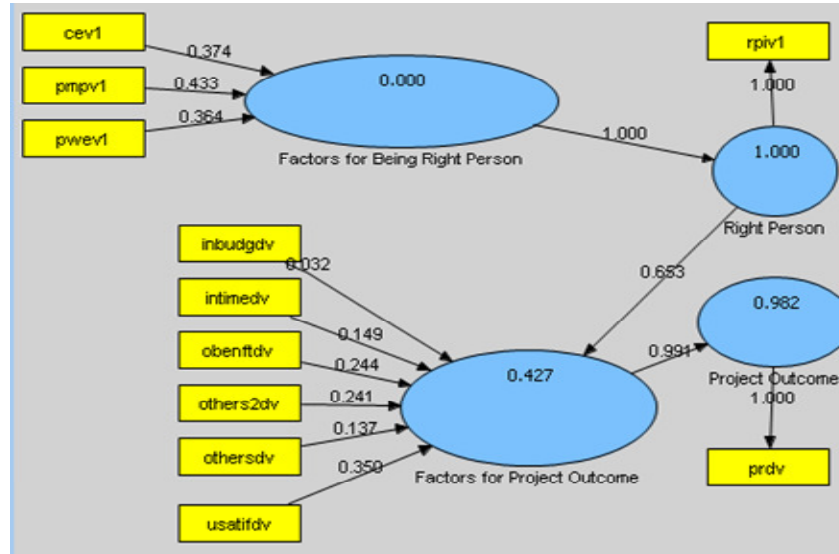 cev1
0.374
pmpv1
0.433
pwev1
0.364
0.000
Factors for Being Right Person
1.000
rpiv1
1.000
1.000
Right Person
0.653
inbudgdv
0.032
intimedv
0.149
obenftdv
0.244
others2dv
0.241
othersdv
0.137
usatifdv
0.350
0.427
Factors for Project Outcome
0.991
0.982
Project Outcome
1.000
prdv